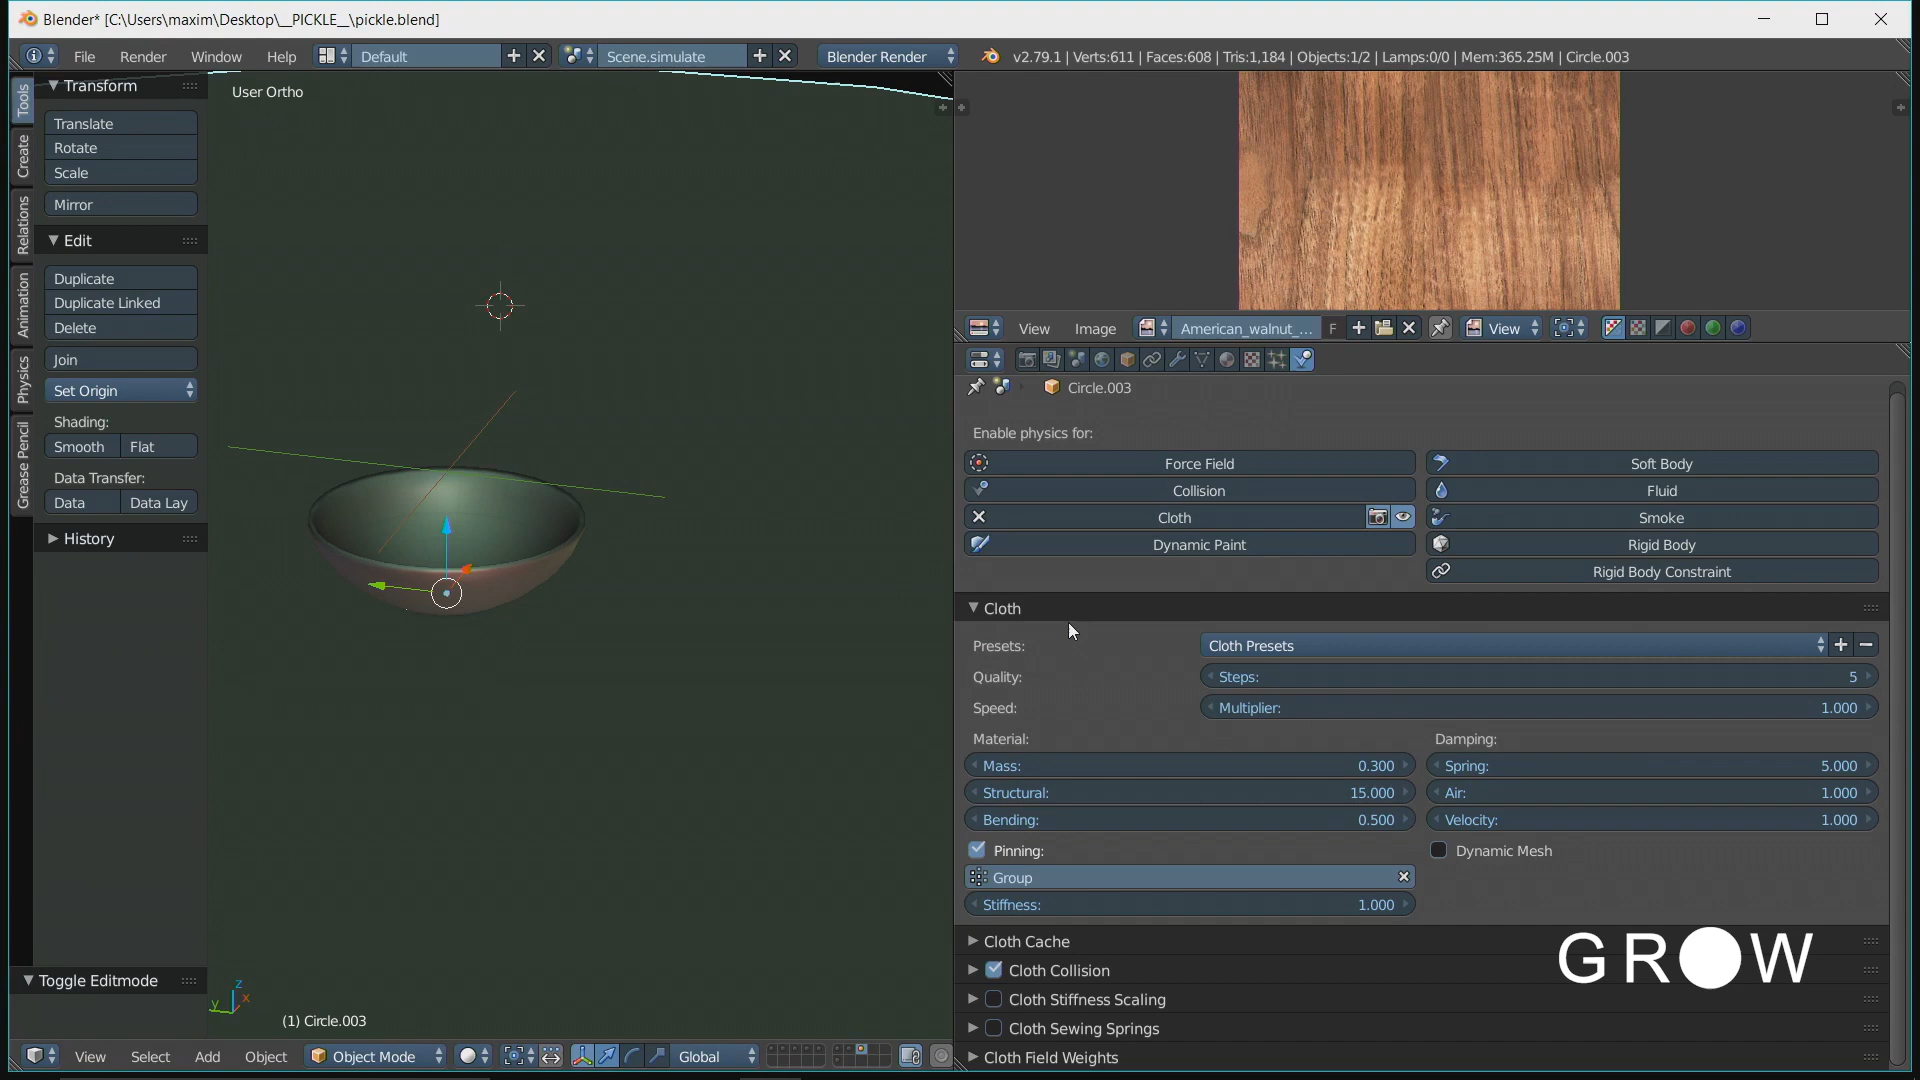 Blender* [C:\Users\maxim\Desktop\__PICKLE__\pickle.blend]
File Render Window Help Default Scene.simulate Blender Render v2.79.1 | Verts:611 | Faces:608 | Tris:1,184 | Objects:1/2 | Lamps:0/0 | Mem:365.25M | Circle.003
Tools
Create
Relations
Animation
Physics
Grease Pencil
Transform
Translate
Rotate
Scale
Mirror
Edit
Duplicate
Duplicate Linked
Delete
Join
Set Origin
Shading:
Smooth Flat
Data Transfer:
Data Data Lay
History
Toggle Editmode
User Ortho
z
y x
(1) Circle.003
View Select Add Object Object Mode Global
View Image American_walnut_... F View
Circle.003
Enable physics for:
Force Field Soft Body
Collision Fluid
Cloth Smoke
Dynamic Paint Rigid Body
Rigid Body Constraint
Cloth
Presets: Cloth Presets
Quality: Steps: 5
Speed: Multiplier: 1.000
Material: Damping:
Mass: 0.300 Spring: 5.000
Structural: 15.000 Air: 1.000
Bending: 0.500 Velocity: 1.000
Pinning: Dynamic Mesh
Group
Stiffness: 1.000
Cloth Cache
Cloth Collision
Cloth Stiffness Scaling
Cloth Sewing Springs
Cloth Field Weights
GROW